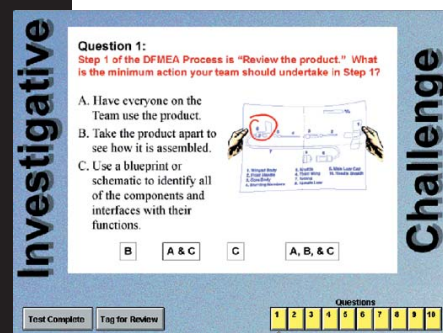 Investigative
Question 1:
Step 1 of the DFMEA Process is "Review the product." What
is the minimum action your team should undertake in Step 1?
A. Have everyone on the
Team use the product.
B. Take the product apart to
see how it is assembled.
C. Use a blueprint or
schematic to identify all
of the components and
interfaces with their
functions.
B
A & C
C
A, B, & C
Challenge
Test Complete
Tag for Review
Questions
1 2 3 4 5 6 7 8 9 10